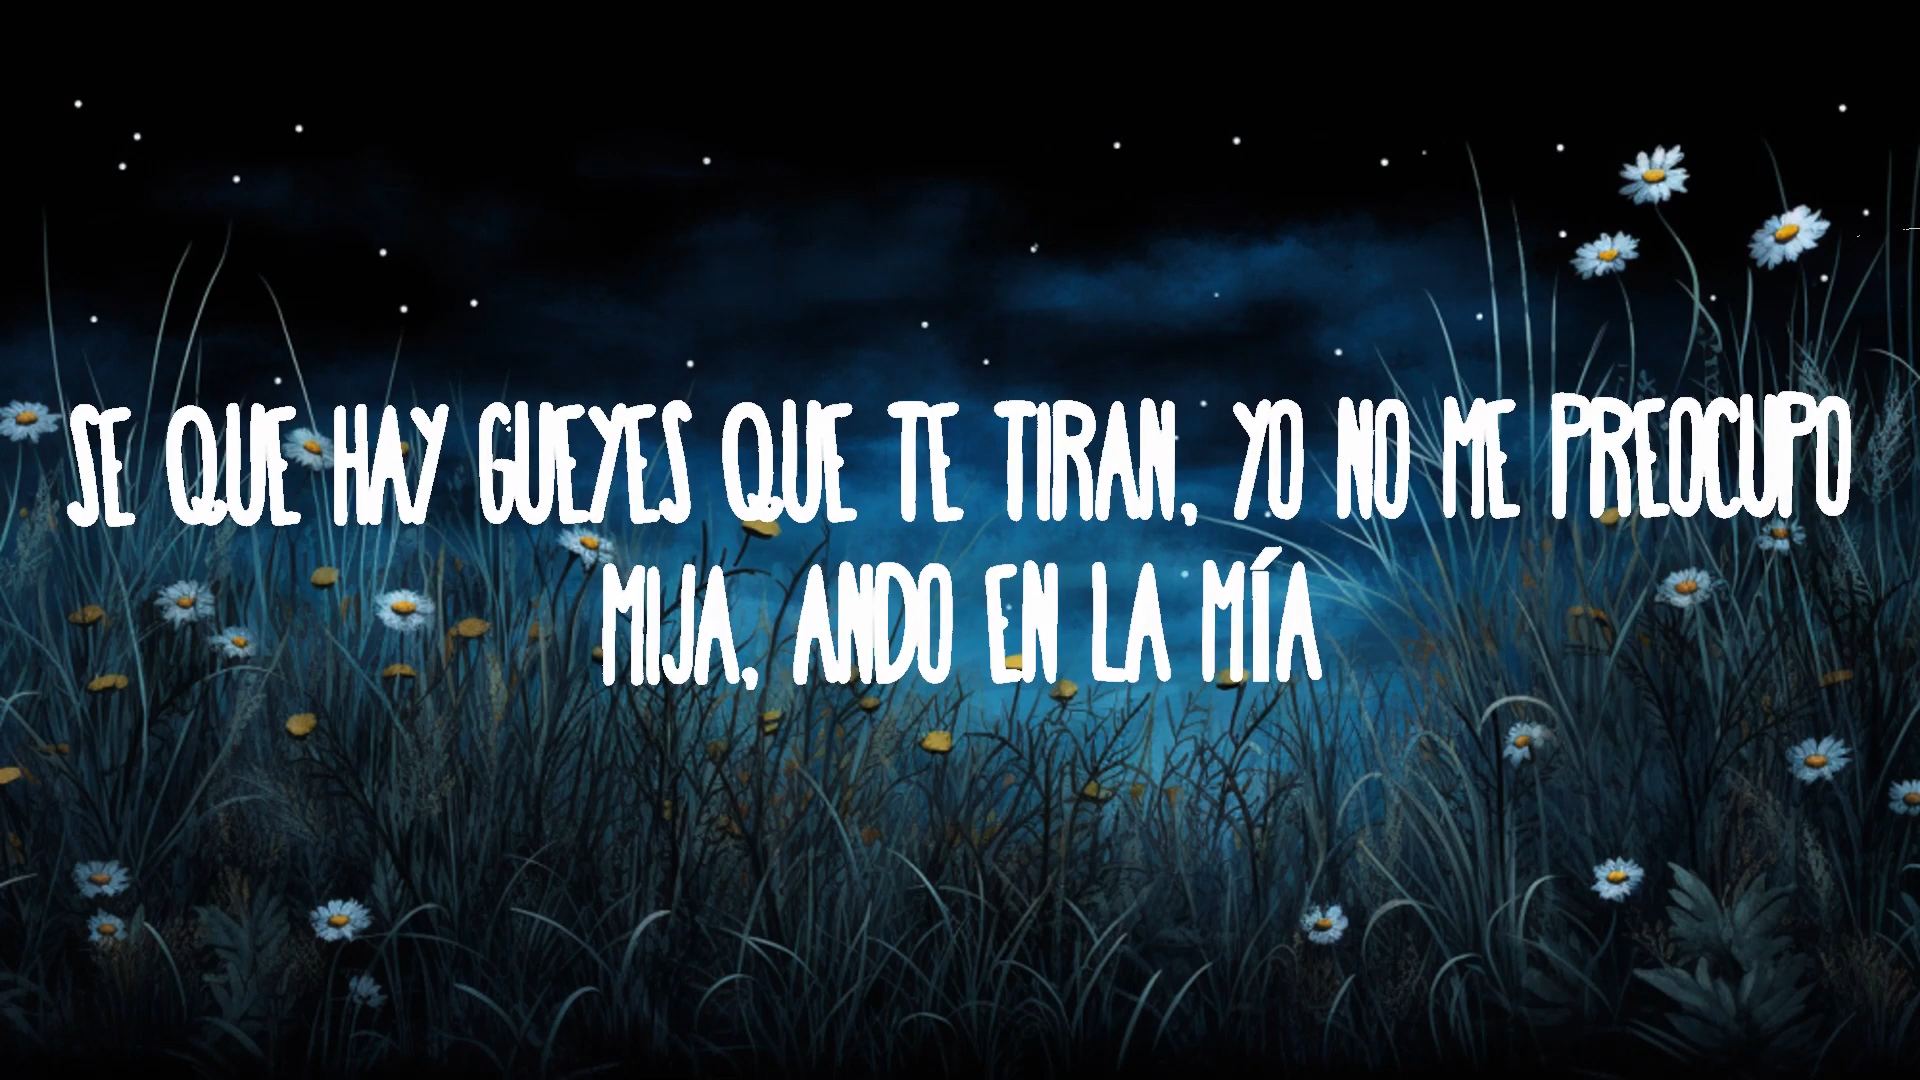 SE QUE HAY GUEYES QUE TE TIRAN, YO NO ME PREOCUPO
MIJA, ANDO EN LA MÍA